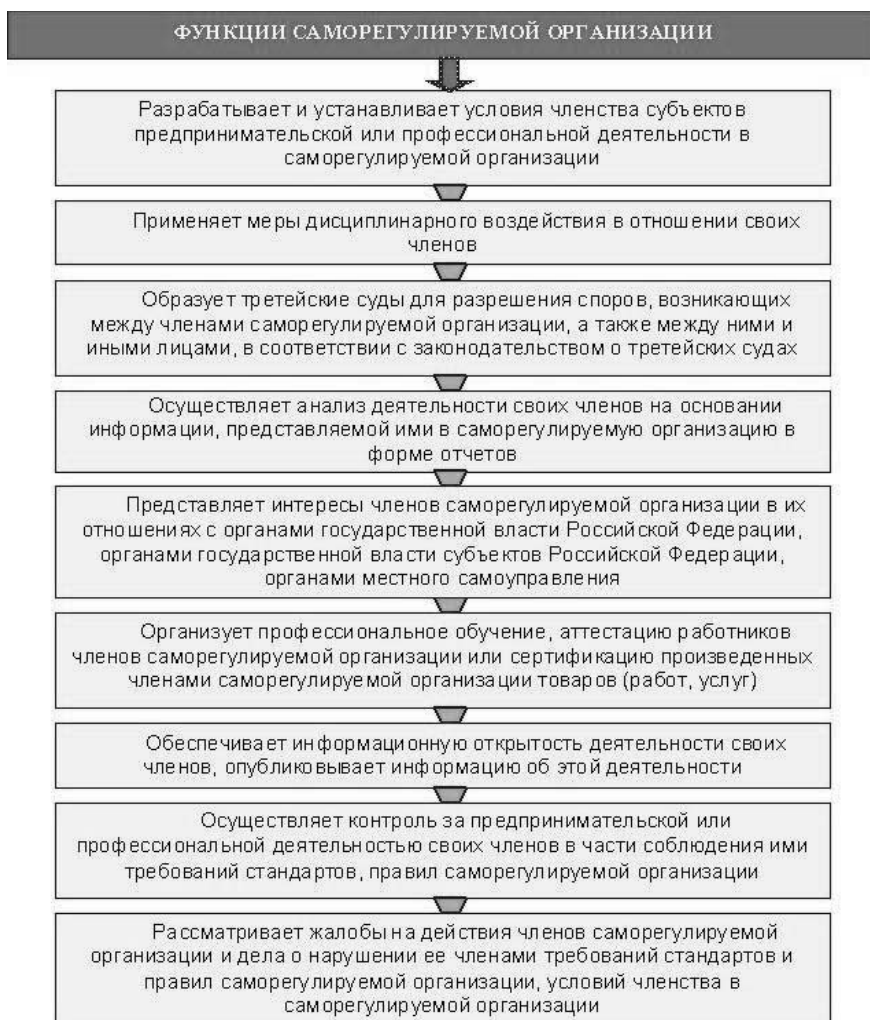 ФУНКЦИИ САМОРЕГУЛИРУЕМОЙ ОРГАНИЗАЦИИ
Разрабатывает и устанавливает условия членства субъектов
предпринимательской или профессиональной деятельности в
саморегулируемой организации
Применяет меры дисциплинарного воздействия в отношении своих
членов
Образует третейские суды для разрешения споров, возникающих
между членами саморегулируемой организации, а также между ними и
иными лицами, в соответствии с законодательством о третейских судах
Осуществляет анализ деятельности своих членов на основании
информации, представляемой ими в саморегулируемую организацию в
форме отчетов
Представляет интересы членов саморегулируемой организации в их
отношениях с органами государственной власти Российской Федерации,
органами государственной власти субъектов Российской Федерации,
органами местного самоуправления
Организует профессиональное обучение, аттестацию работников
членов саморегулируемой организации или сертификацию произведенных
членами саморегулируемой организации товаров (работ, услуг)
Обеспечивает информационную открытость деятельности своих
членов, опубликовывает информацию об этой деятельности
Осуществляет контроль за предпринимательской или
профессиональной деятельностью своих членов в части соблюдения ими
требований стандартов, правил саморегулируемой организации
Рассматривает жалобы на действия членов саморегулируемой
организации и дела о нарушении ее членами требований стандартов и
правил саморегулируемой организации, условий членства в
саморегулируемой организации